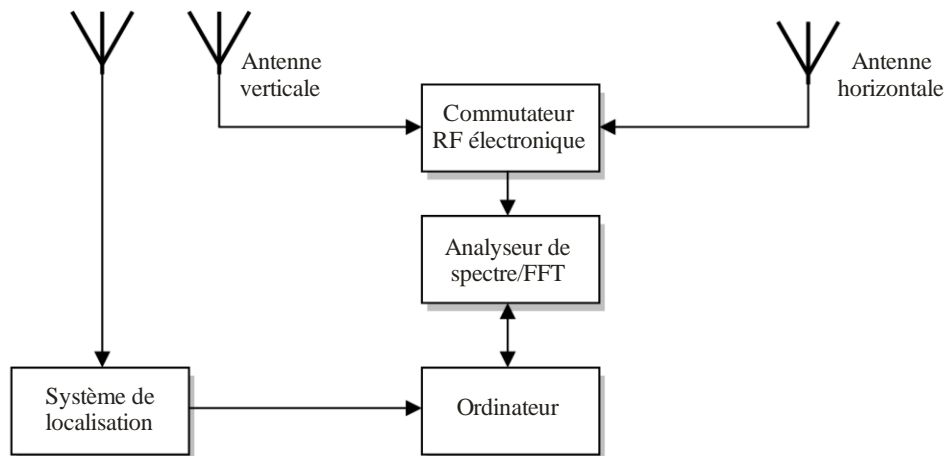 Antenne
verticale
Antenne
horizontale
Commutateur
RF électronique
Analyseur de
spectre/FFT
Système de
localisation
Ordinateur